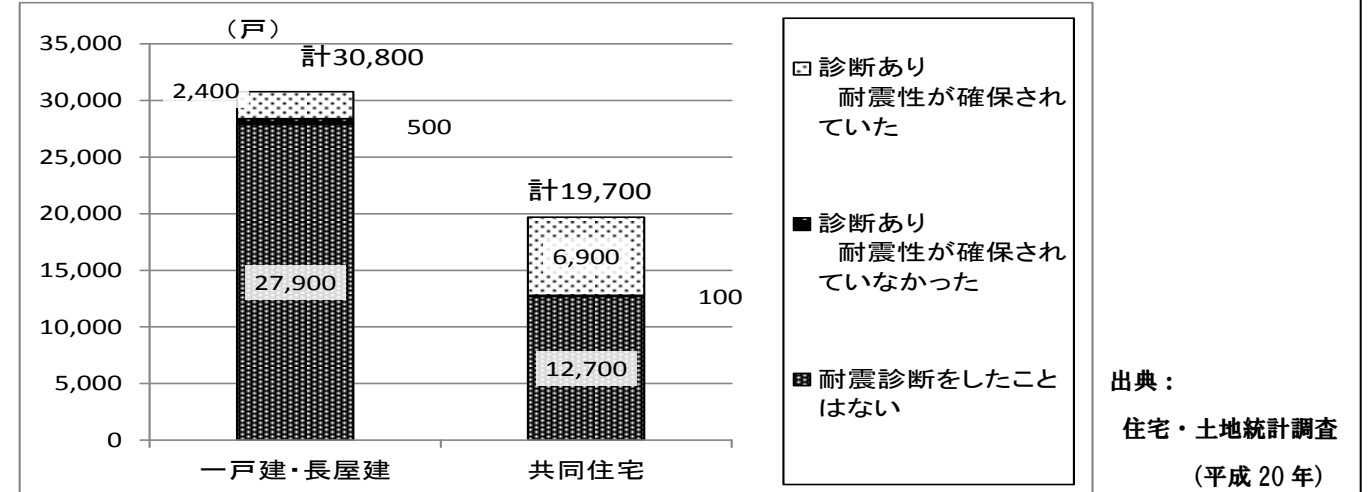 （戸）
35,000
30,000
25,000
20,000
15,000
10,000
5,000
0
計30,800
2,400
500
27,900
計19,700
6,900
100
12,700
一戸建・長屋建
共同住宅
診断あり
耐震性が確保され
ていた
診断あり
耐震性が確保され
ていなかった
耐震診断をしたこと
はない
出典：
住宅・土地統計調査
(平成 20 年)